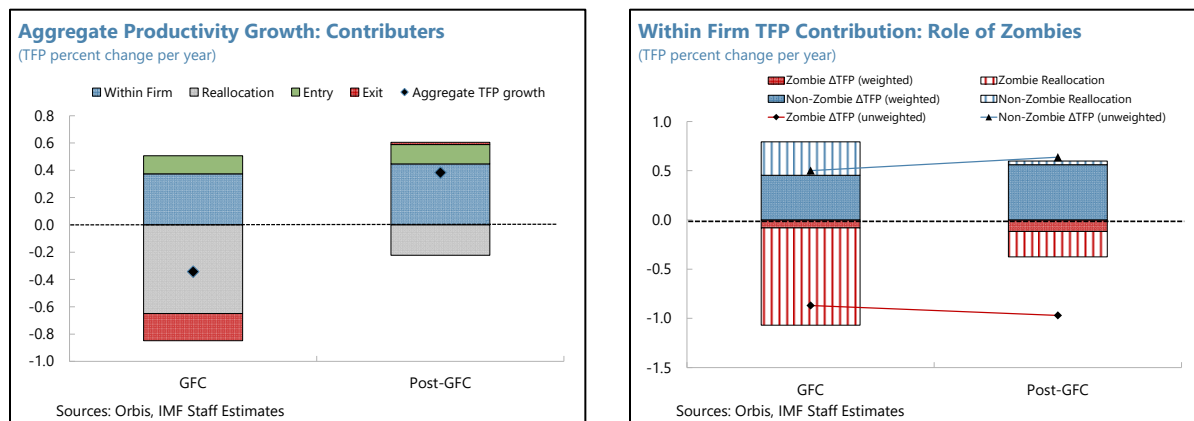 Aggregate Productivity Growth: Contributers
(TFP percent change per year)
Within Firm
Reallocation
Entry
Exit
Aggregate TFP growth
0.8
0.6
0.4
0.2
0.0
-0.2
-0.4
-0.6
-0.8
-1.0
GFC
Post-GFC
Sources: Orbis, IMF Staff Estimates
Within Firm TFP Contribution: Role of Zombies
(TFP percent change per year)
Zombie ΔTFP (weighted)
Zombie Reallocation
Non-Zombie ΔTFP (weighted)
Non-Zombie Reallocation
Zombie ΔTFP (unweighted)
Non-Zombie ΔTFP (unweighted)
1.0
0.5
0.0
-0.5
-1.0
-1.5
GFC
Post-GFC
Sources: Orbis, IMF Staff Estimates